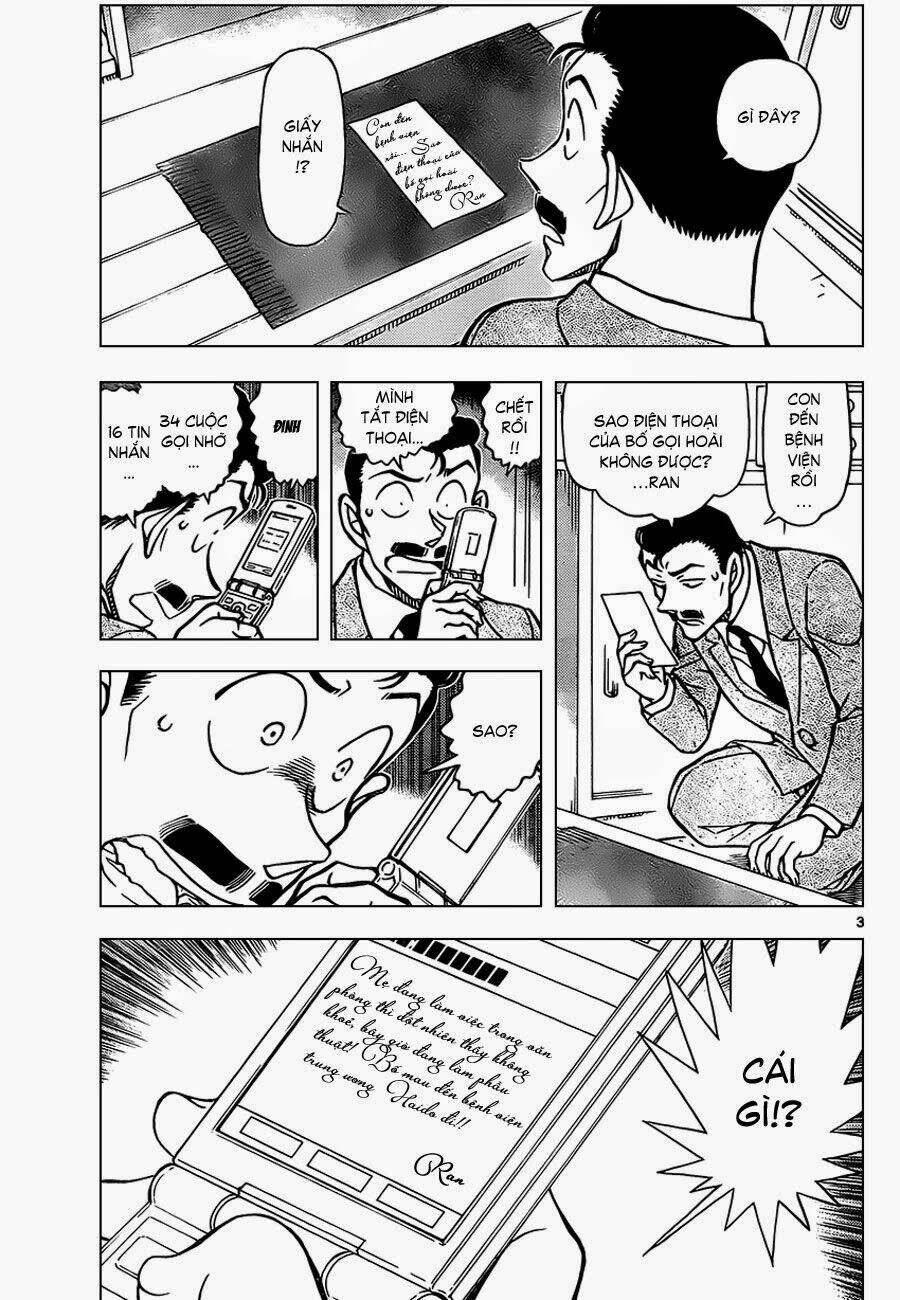 GÌ ĐÂY?
GIẤY
NHẮN
!?
Con đến
bệnh viện
rồi... Sao
điện thoại của
bố gọi hoài
không được?
Ran
CON
ĐẾN
BỆNH
VIỆN
RỒI
...
SAO ĐIỆN THOẠI
CỦA BỐ GỌI HOÀI
KHÔNG ĐƯỢC?
...RAN
CHẾT
RỒI
!!
MÌNH
TẮT ĐIỆN
THOẠI...
ĐINH
34 CUỘC
GỌI NHỠ
...
16 TIN
NHẮN
...
SAO?
3
CÁI
GÌ!?
Mẹ đang làm việc trong văn
phòng thì đột nhiên thấy không
khoẻ, bây giờ đang làm phẫu
thuật! Bố mau đến bệnh viện
trung ương Haido đi!!
Ran